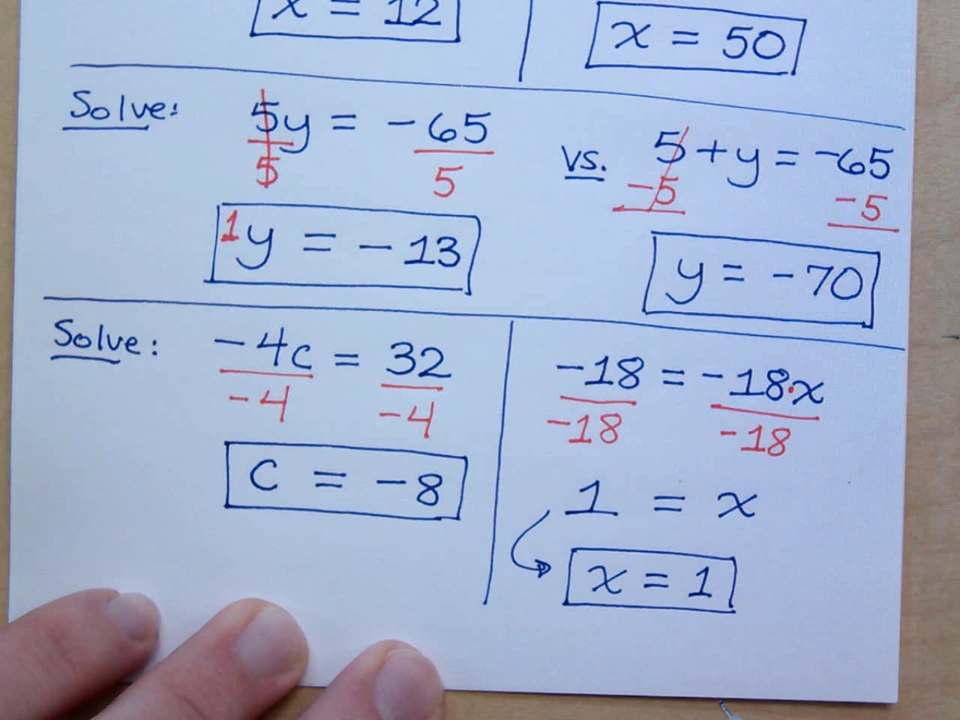 x = 12
x = 50
Solve: 5y = -65
5 5
1y = -13
vs. 5 + y = -65
-5 -5
y = -70
Solve: -4c = 32
-4 -4
c = -8
-18 = -18·x
-18 -18
1 = x
x = 1